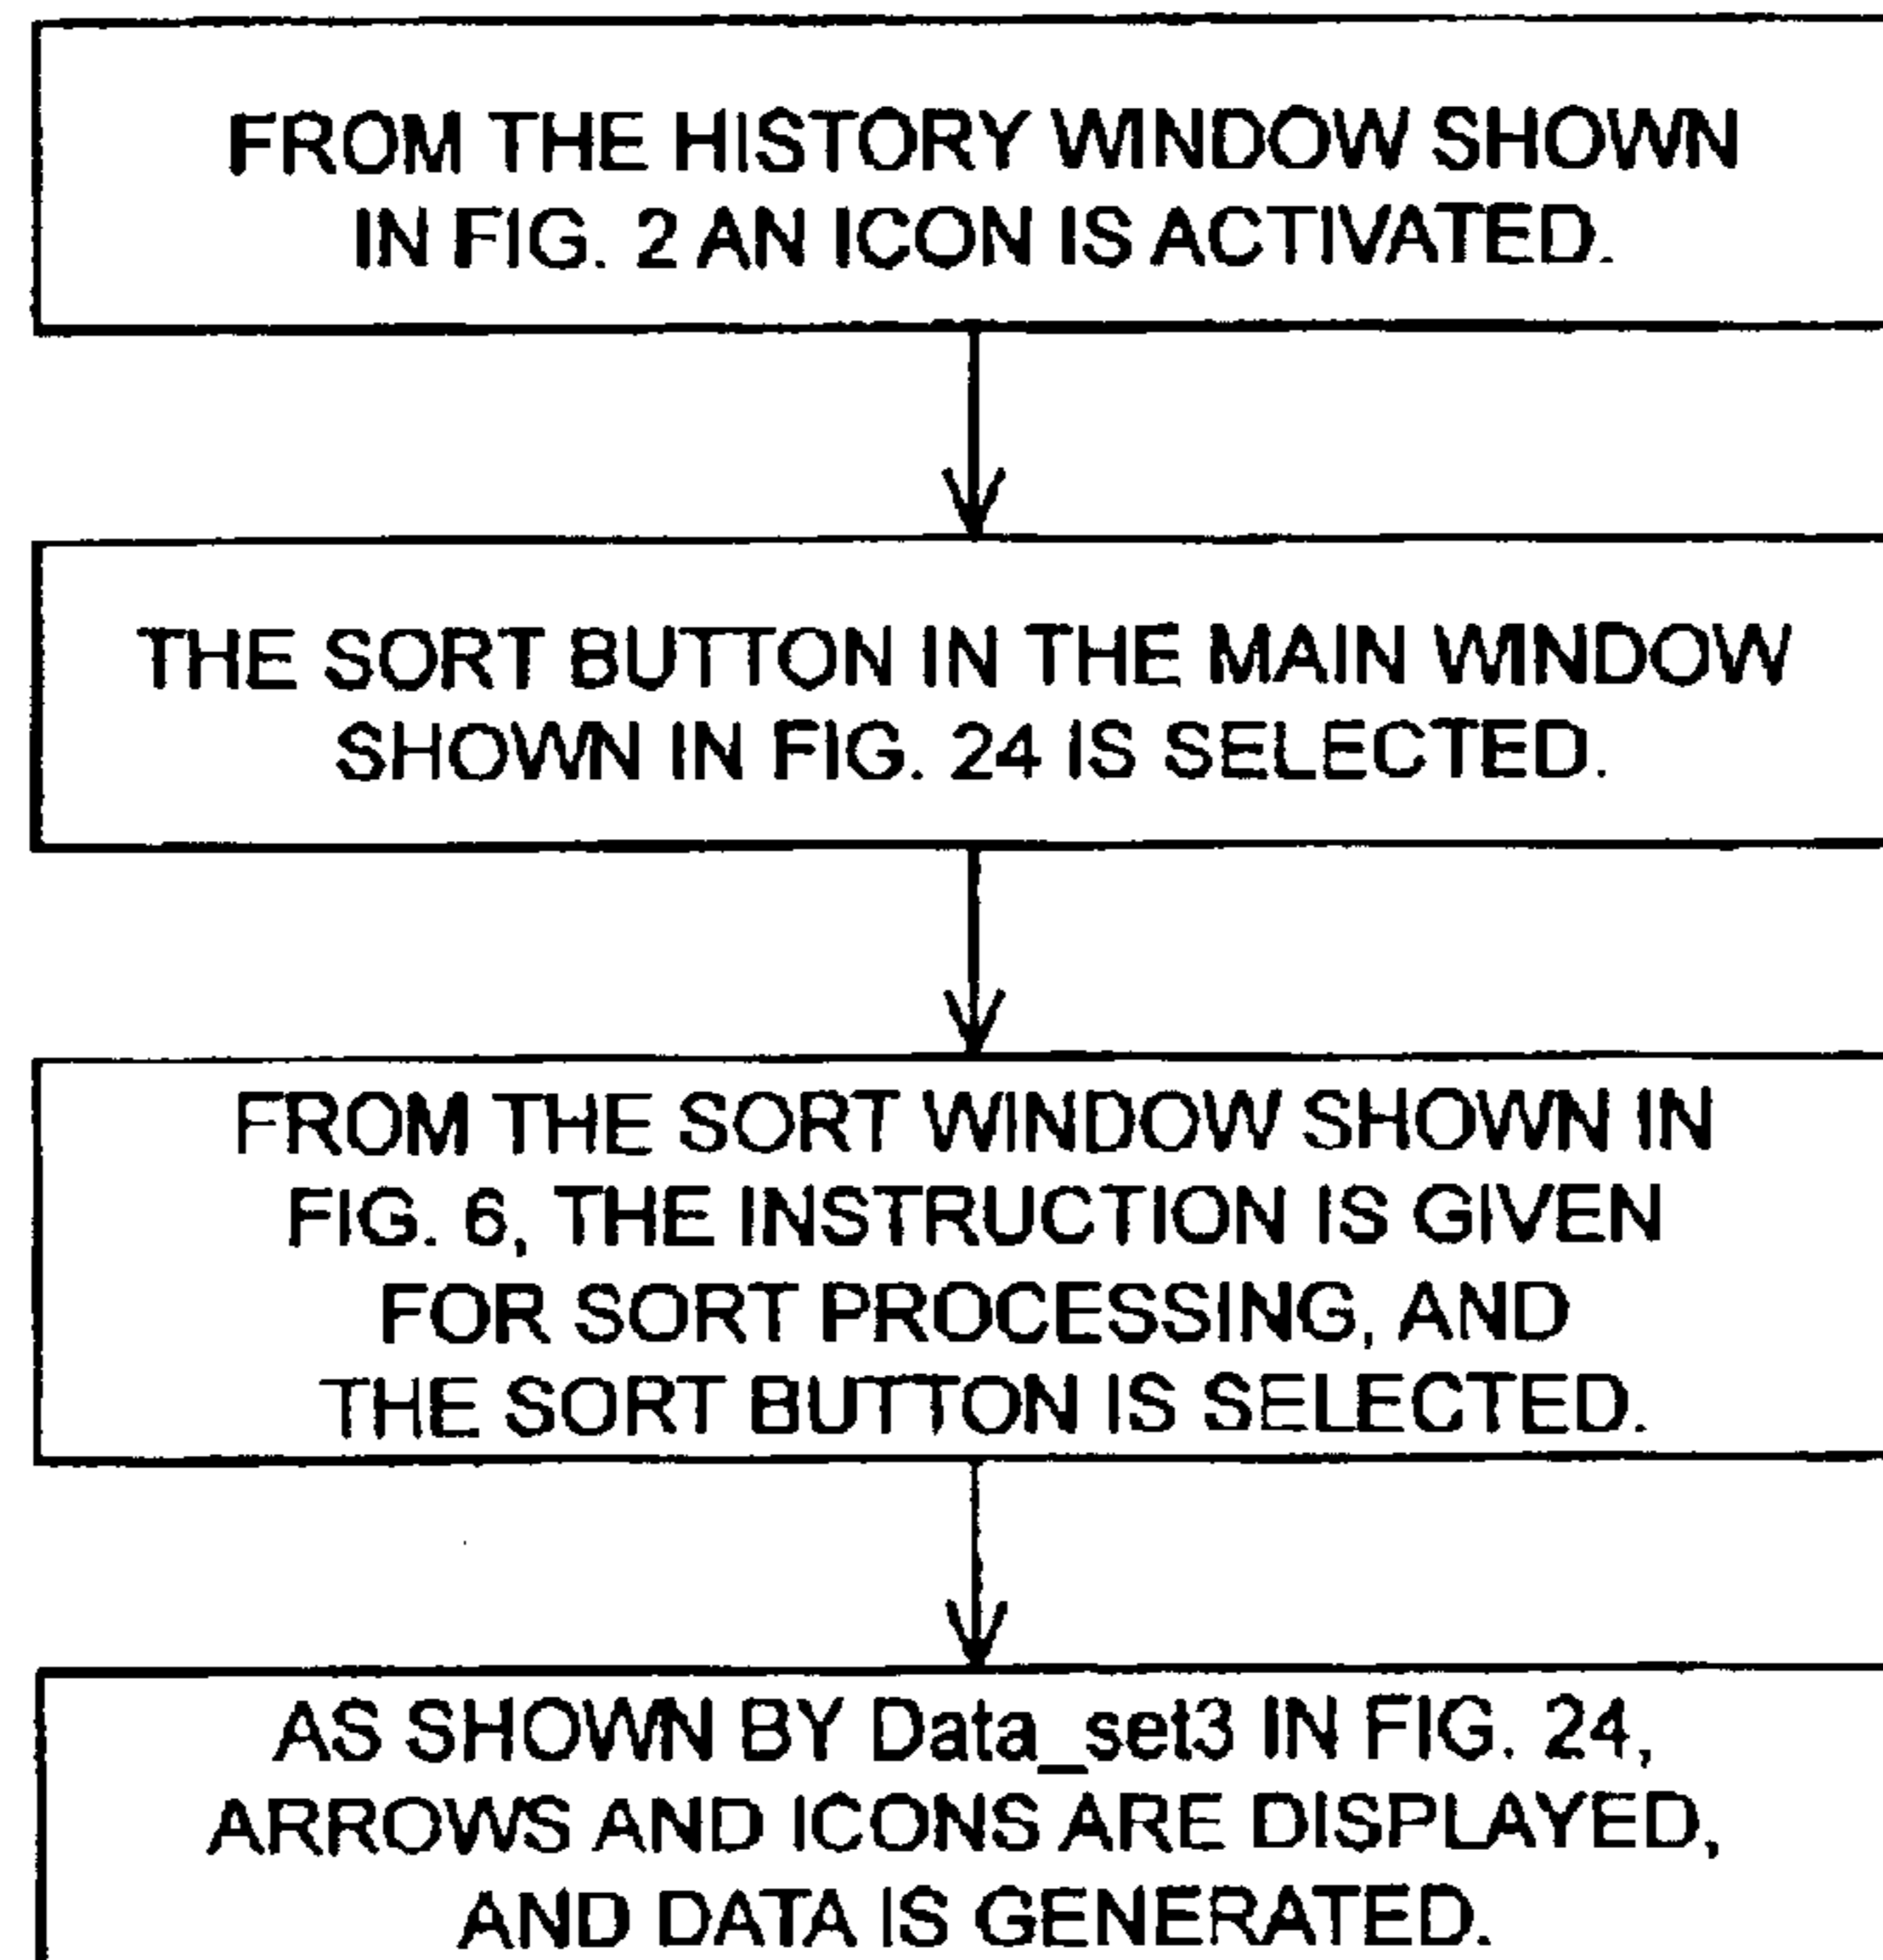 FROM THE HISTORY WINDOW SHOWN
IN FIG. 2 AN ICON IS ACTIVATED.
THE SORT BUTTON IN THE MAIN WINDOW
SHOWN IN FIG. 24 IS SELECTED.
FROM THE SORT WINDOW SHOWN IN
FIG. 6, THE INSTRUCTION IS GIVEN
FOR SORT PROCESSING, AND
THE SORT BUTTON IS SELECTED.
AS SHOWN BY Data_set3 IN FIG. 24,
ARROWS AND ICONS ARE DISPLAYED,
AND DATA IS GENERATED.